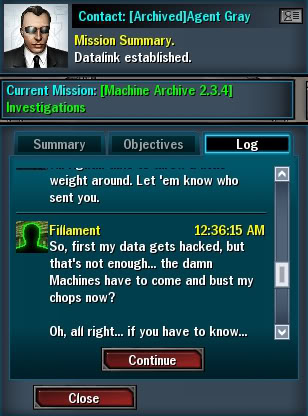 Contact: [Archived]Agent Gray
Mission Summary.
Datalink established.
Current Mission: [Machine Archive 2.3.4]
Investigations
Summary
Objectives
Log
weight around. Let 'em know who
sent you.
Fillament 12:36:15 AM
So, first my data gets hacked, but
that's not enough... the damn
Machines have to come and bust my
chops now?
Oh, all right... if you have to know...
Continue
Close